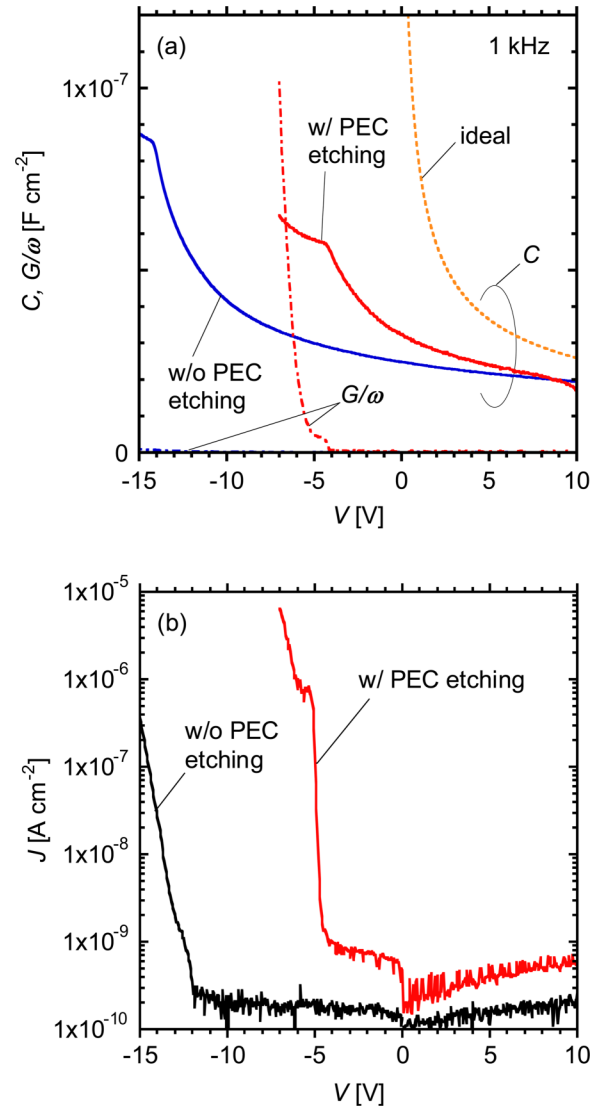 (a)
1 kHz
C, G/ω [F cm⁻²]
1x10⁻⁷
0
w/ PEC
etching
ideal
C
w/o PEC
etching
G/ω
-15 -10 -5 0 5 10
V [V]
(b)
J [A cm⁻²]
1x10⁻⁵
1x10⁻⁶
1x10⁻⁷
1x10⁻⁸
1x10⁻⁹
1x10⁻¹⁰
w/ PEC etching
w/o PEC
etching
-15 -10 -5 0 5 10
V [V]